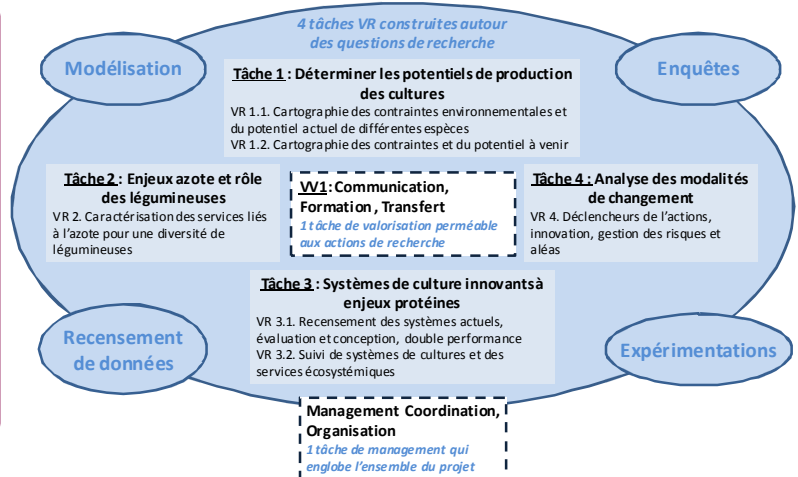 4 tâches VR construites autour
des questions de recherche
Modélisation
Enquêtes
Tâche 1 : Déterminer les potentiels de production
des cultures
VR 1.1. Cartographie des contraintes environnementales et
du potentiel actuel de différentes espèces
VR 1.2. Cartographie des contraintes et du potentiel à venir
Tâche 2 : Enjeux azote et rôle
des légumineuses
VR 2. Caractérisation des services liés
à l'azote pour une diversité de
légumineuses
VV1 : Communication,
Formation , Transfert
1 tâche de valorisation perméable
aux actions de recherche
Tâche 4 : Analyse des modalités
de changement
VR 4. Déclencheurs de l'actions,
innovation, gestion des risques et
aléas
Tâche 3 : Systèmes de culture innovants à
enjeux protéines
VR 3.1. Recensement des systèmes actuels,
évaluation et conception, double performance
VR 3.2. Suivi de systèmes de cultures et des
services écosystémiques
Recensement
de données
Expérimentations
Management Coordination,
Organisation
1 tâche de management qui
englobe l'ensemble du projet